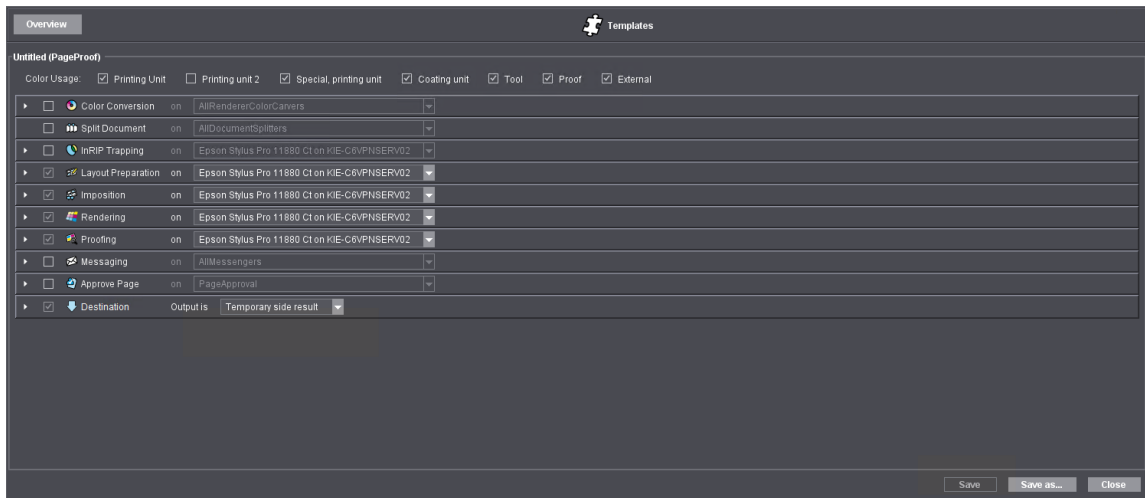 Overview
Templates
Untitled (PageProof)
Color Usage: Printing Unit Printing unit 2 Special, printing unit Coating unit Tool Proof External
Color Conversion on AllRendererColorCarvers
Split Document on AllDocumentSplitters
InRIP Trapping on Epson Stylus Pro 11880 Ct on KIE-C6VPNSERV02
Layout Preparation on Epson Stylus Pro 11880 Ct on KIE-C6VPNSERV02
Imposition on Epson Stylus Pro 11880 Ct on KIE-C6VPNSERV02
Rendering on Epson Stylus Pro 11880 Ct on KIE-C6VPNSERV02
Proofing on Epson Stylus Pro 11880 Ct on KIE-C6VPNSERV02
Messaging on AllMessengers
Approve Page on PageApproval
Destination Output is Temporary side result
Save Save as... Close